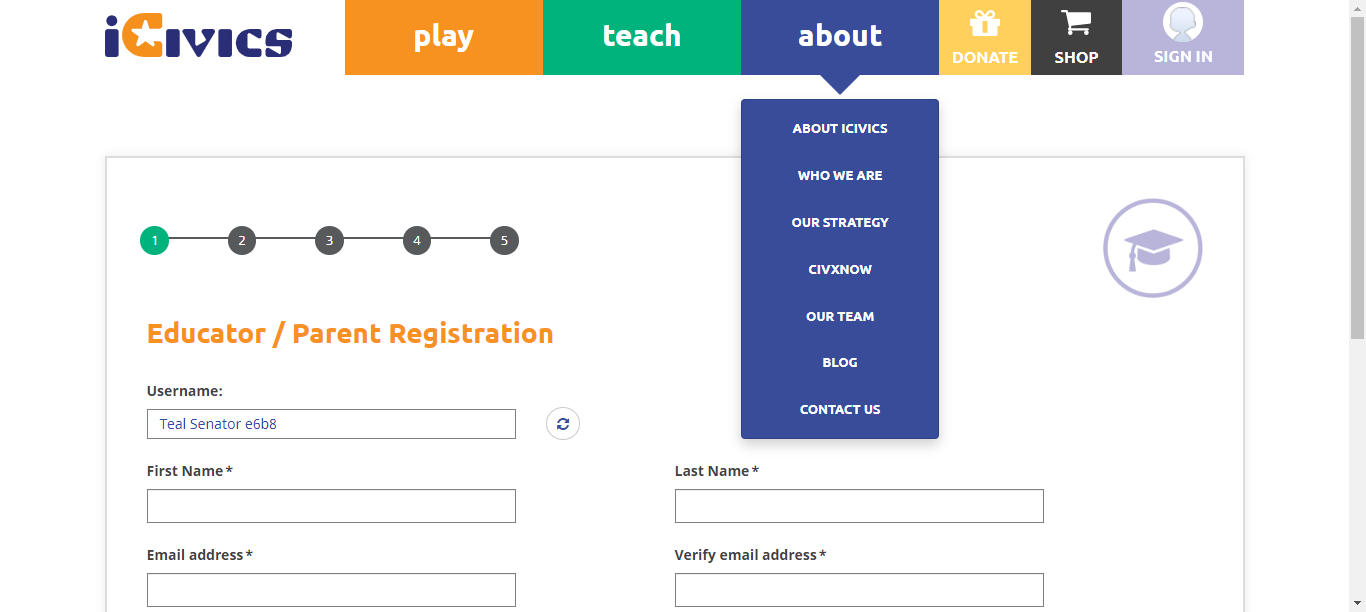 iCivics
play
teach
about
DONATE
SHOP
SIGN IN
ABOUT ICIVICS
WHO WE ARE
OUR STRATEGY
CIVXNOW
OUR TEAM
BLOG
CONTACT US
1 2 3 4 5
Educator / Parent Registration
Username:
Teal Senator e6b8
First Name* Last Name*
Email address* Verify email address*